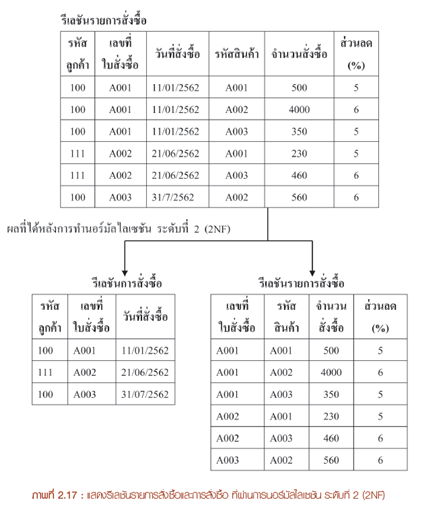 รีเลชันรายการสั่งซื้อ
รหัสลูกค้า เลขที่ใบสั่งซื้อ วันที่สั่งซื้อ รหัสสินค้า จำนวนสั่งซื้อ ส่วนลด (%)
100 A001 11/01/2562 A001 500 5
100 A001 11/01/2562 A002 4000 6
100 A001 11/01/2562 A003 350 5
111 A002 21/06/2562 A001 230 5
111 A002 21/06/2562 A003 460 6
100 A003 31/7/2562 A002 560 6
ผลที่ได้หลังการทำนอร์มัลไลเซชัน ระดับที่ 2 (2NF)
รีเลชันการสั่งซื้อ
รหัสลูกค้า เลขที่ใบสั่งซื้อ วันที่สั่งซื้อ
100 A001 11/01/2562
111 A002 21/06/2562
100 A003 31/07/2562
รีเลชันรายการสั่งซื้อ
เลขที่ใบสั่งซื้อ รหัสสินค้า จำนวนสั่งซื้อ ส่วนลด (%)
A001 A001 500 5
A001 A002 4000 6
A001 A003 350 5
A002 A001 230 5
A002 A003 460 6
A003 A002 560 6
ภาพที่ 2.17 : แสดงรีเลชันรายการสั่งซื้อและการสั่งซื้อ ที่ผ่านการนอร์มัลไลเซชัน ระดับที่ 2 (2NF)